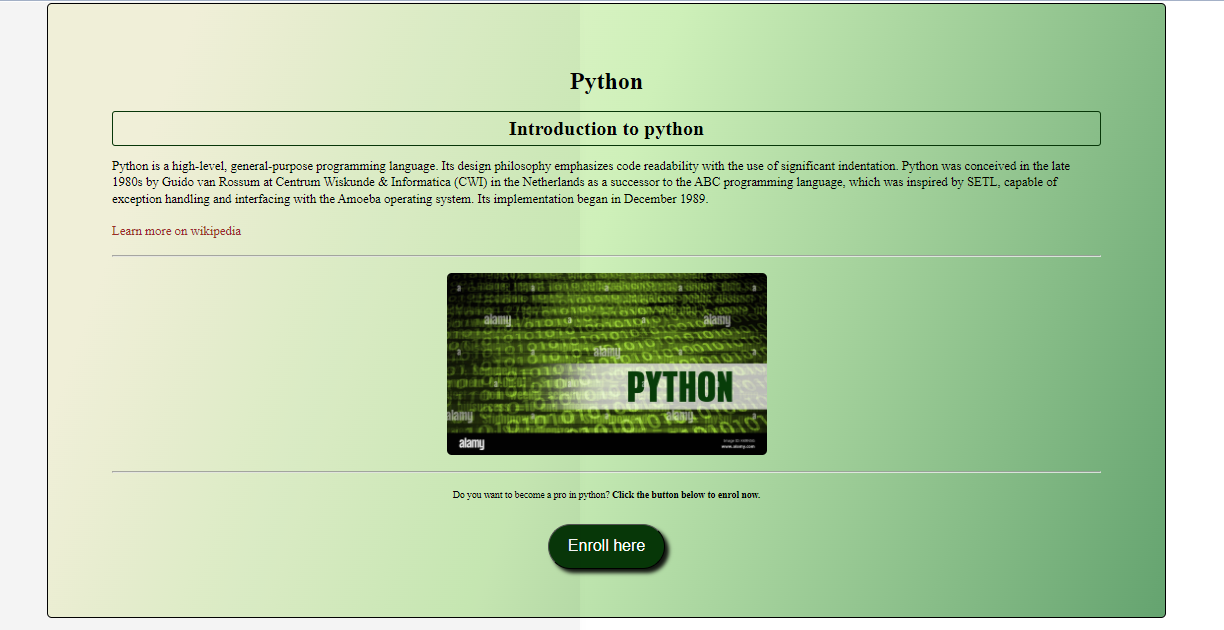 Python
Introduction to python
Python is a high-level, general-purpose programming language. Its design philosophy emphasizes code readability with the use of significant indentation. Python was conceived in the late
1980s by Guido van Rossum at Centrum Wiskunde & Informatica (CWI) in the Netherlands as a successor to the ABC programming language, which was inspired by SETL, capable of
exception handling and interfacing with the Amoeba operating system. Its implementation began in December 1989.
Learn more on wikipedia
a a a a a
alamy a a alamy
a a alamy a a
PYTHON
alamy alamy
alamy
www.alamy.com
Do you want to become a pro in python? Click the button below to enrol now.
Enroll here